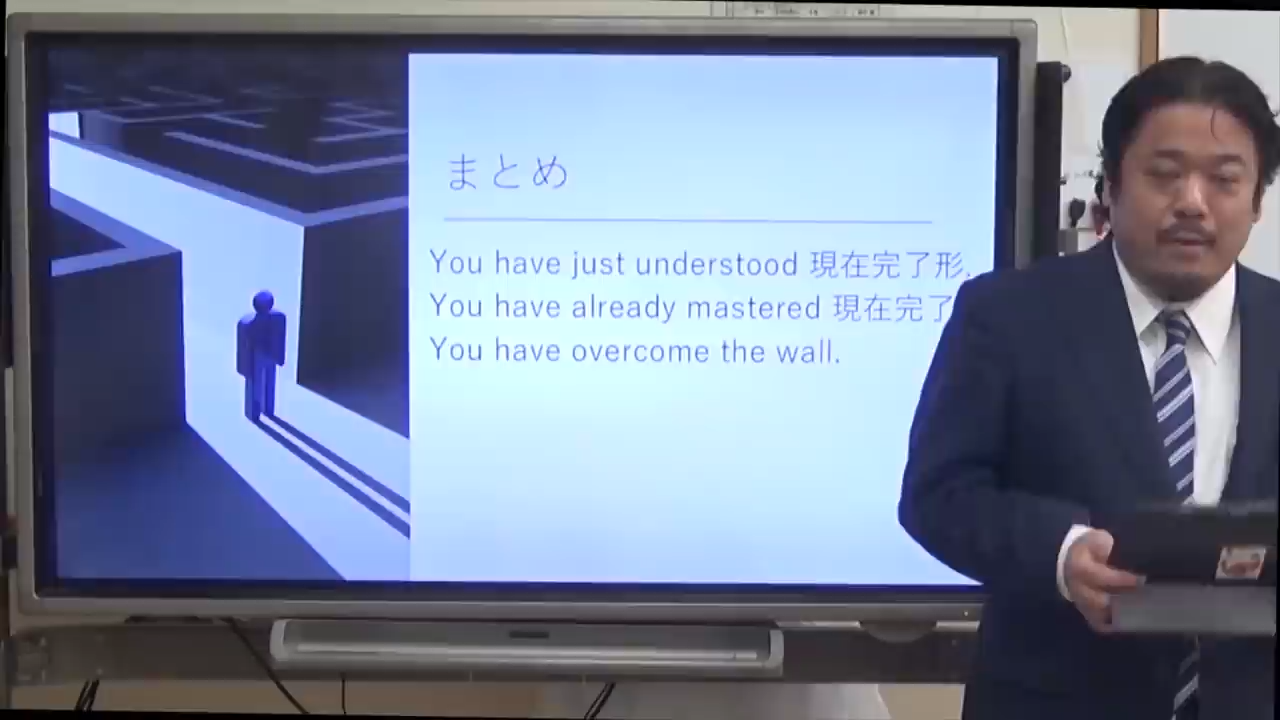 まとめ
You have just understood 現在完了形.
You have already mastered 現在完了
You have overcome the wall.